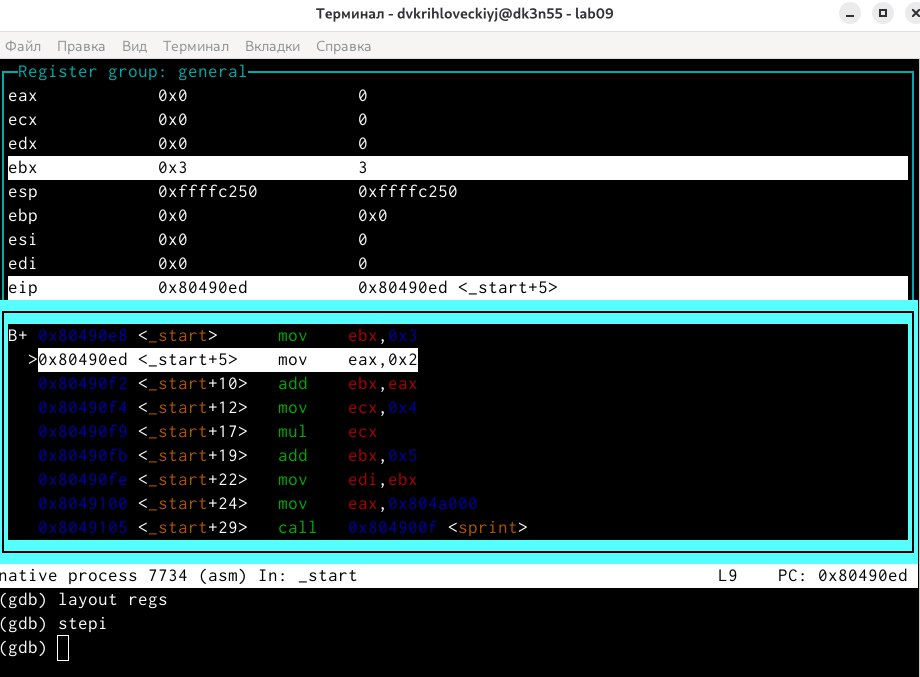 Терминал - dvkrihloveckiyj@dk3n55 - lab09
Файл Правка Вид Терминал Вкладки Справка
Register group: general
eax 0x0 0
ecx 0x0 0
edx 0x0 0
ebx 0x3 3
esp 0xffffc250 0xffffc250
ebp 0x0 0x0
esi 0x0 0
edi 0x0 0
eip 0x80490ed 0x80490ed <_start+5>
B+ 0x80490e8 <_start> mov ebx,0x3
>0x80490ed <_start+5> mov eax,0x2
0x80490f2 <_start+10> add ebx,eax
0x80490f4 <_start+12> mov ecx,0x4
0x80490f9 <_start+17> mul ecx
0x80490fb <_start+19> add ebx,0x5
0x80490fe <_start+22> mov edi,ebx
0x8049100 <_start+24> mov eax,0x804a000
0x8049105 <_start+29> call 0x804900f <sprint>
native process 7734 (asm) In: _start L9 PC: 0x80490ed
(gdb) layout regs
(gdb) stepi
(gdb)